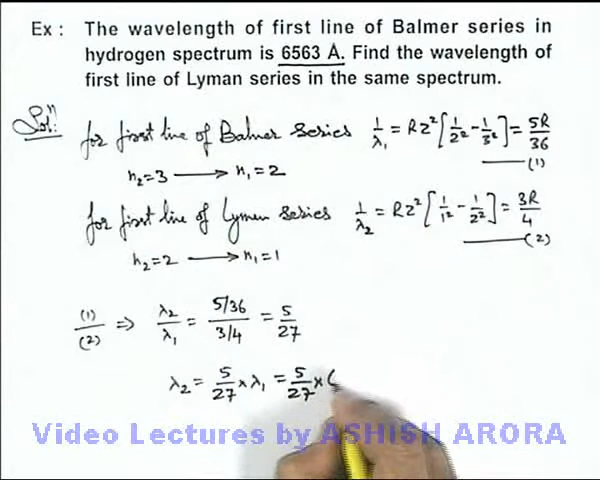 Ex : The wavelength of first line of Balmer series in
hydrogen spectrum is 6563 Å. Find the wavelength of
first line of Lyman series in the same spectrum.
Solⁿ: for first line of Balmer series 1/λ₁ = RZ²[1/2² - 1/3²] = 5R/36
n₂=3 ⟶ n₁=2 —(1)
for first line of Lymen series 1/λ₂ = RZ²[1/1² - 1/2²] = 3R/4
n₂=2 ⟶ n₁=1 —(2)
(1)/(2) ⇒ λ₂/λ₁ = (5/36)/(3/4) = 5/27
λ₂ = 5/27 × λ₁ = 5/27 × (
Video Lectures by ASHISH ARORA